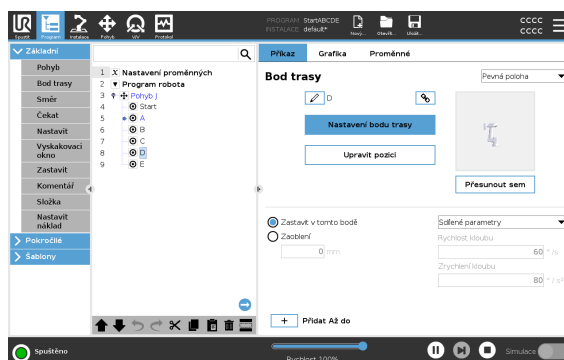 PROGRAM StartABCDE
INSTALACE default*
CCCC
CCCC
Spustit Program Instalace Pohyb I/V Protokol
Nový... Otevřít... Uložit...
Základní
Pohyb
Bod trasy
Směr
Čekat
Nastavit
Vyskakovací
okno
Zastavit
Komentář
Složka
Nastavit
náklad
Pokročilé
Šablony
1 X Nastavení proměnných
2 Program robota
3 Pohyb J
4 Start
5 A
6 B
7 C
8 D
9 E
Příkaz Grafika Proměnné
Bod trasy
Pevná poloha
D
Nastavení bodu trasy
Upravit pozici
Přesunout sem
Zastavit v tomto bodě
Zaoblení
0 mm
Sdílené parametry
Rychlost kloubu
60 °/s
Zrychlení kloubu
80 °/s²
+ Přidat Až do
Spuštěno
Rychlost 100%
Simulace